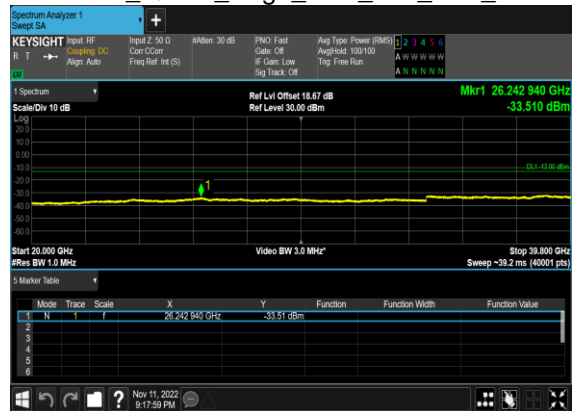 Spectrum Analyzer 1
Swept SA
+
KEYSIGHT Input: RF Input Z: 50 Ω #Atten: 30 dB PNO: Fast Avg Type: Power (RMS) 1 2 3 4 5 6
R T Coupling: DC Corr CCorr Gate: Off Avg|Hold: 100/100 A W W W W W
Align: Auto Freq Ref: Int (S) IF Gain: Low Trig: Free Run
LW Sig Track: Off A N N N N N
1 Spectrum Ref Lvl Offset 18.67 dB Mkr1 26.242 940 GHz
Scale/Div 10 dB Ref Level 30.00 dBm -33.510 dBm
Log
20.0
10.0
0.00
-10.0 DL1 -13.00 dBm
-20.0
-30.0 1
-40.0
-50.0
-60.0
Start 20.000 GHz Video BW 3.0 MHz* Stop 39.800 GHz
#Res BW 1.0 MHz Sweep ~39.2 ms (40001 pts)
5 Marker Table
Mode Trace Scale X Y Function Function Width Function Value
1 N 1 f 26.242 940 GHz -33.51 dBm
2
3
4
5
6
? Nov 11, 2022
9:17:59 PM